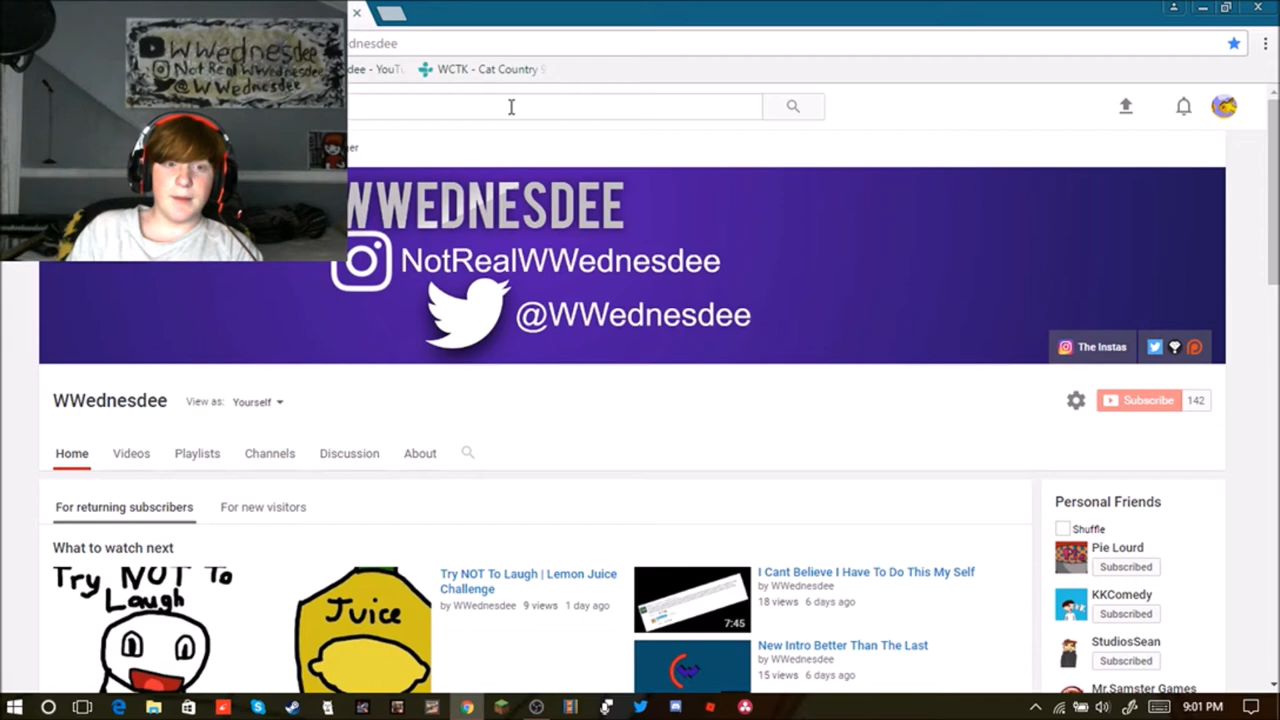 WWednesdee
NotRealWWednesdee
@WWednesdee
dnesdee
dee - YouTu
WCTK - Cat Country 9
WWEDNESDEE
NotRealWWednesdee
@WWednesdee
The Instas
WWednesdee
View as: Yourself
Subscribe 142
Home Videos Playlists Channels Discussion About
For returning subscribers For new visitors
What to watch next
Try NOT To
Laugh
Juice
Try NOT To Laugh | Lemon Juice
Challenge
by WWednesdee 9 views 1 day ago
7:45
I Cant Believe I Have To Do This My Self
by WWednesdee
18 views 6 days ago
New Intro Better Than The Last
by WWednesdee
15 views 6 days ago
Personal Friends
Shuffle
Pie Lourd
Subscribed
KKComedy
Subscribed
StudiosSean
Subscribed
Mr.Samster Games
9:01 PM